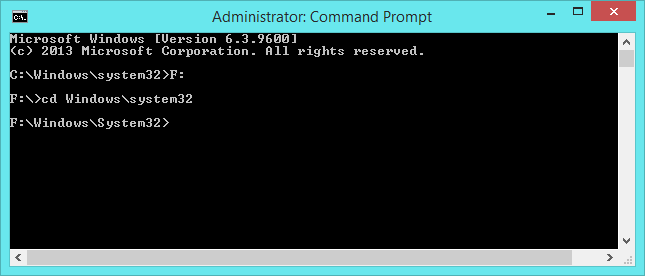 Administrator: Command Prompt
Microsoft Windows [Version 6.3.9600]
(c) 2013 Microsoft Corporation. All rights reserved.
C:\Windows\system32>F:
F:\>cd Windows\system32
F:\Windows\System32>